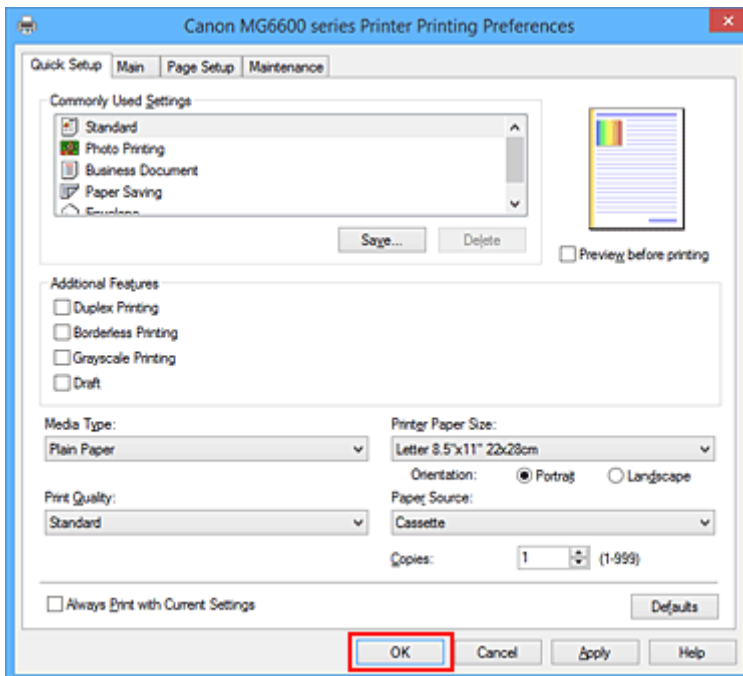 Canon MG6600 series Printer Printing Preferences
Quick Setup Main Page Setup Maintenance
Commonly Used Settings
Standard
Photo Printing
Business Document
Paper Saving
Envelope
Save... Delete
Preview before printing
Additional Features
Duplex Printing
Borderless Printing
Grayscale Printing
Draft
Media Type: Printer Paper Size:
Plain Paper Letter 8.5"x11" 22x28cm
Orientation: Portrait Landscape
Print Quality: Paper Source:
Standard Cassette
Copies: 1 (1-999)
Always Print with Current Settings Defaults
OK Cancel Apply Help